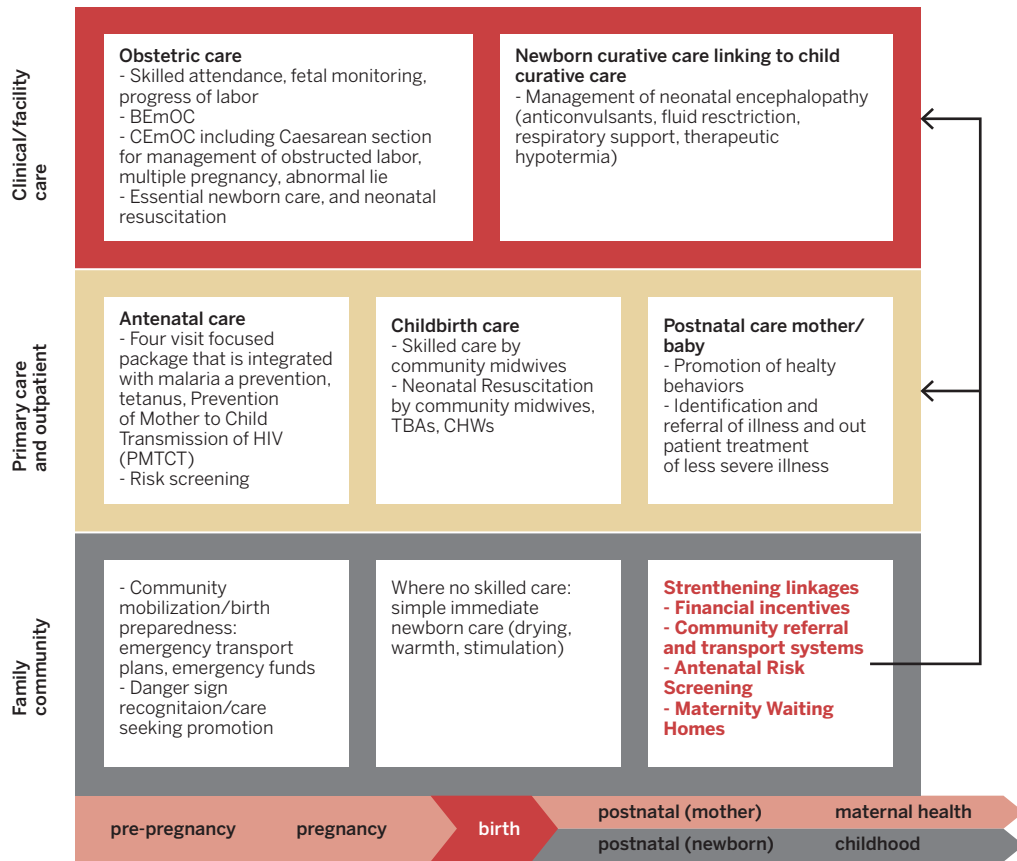 Clinical/facility
care
Obstetric care
- Skilled attendance, fetal monitoring,
progress of labor
- BEmOC
- CEmOC including Caesarean section
for management of obstructed labor,
multiple pregnancy, abnormal lie
- Essential newborn care, and neonatal
resuscitation
Newborn curative care linking to child
curative care
- Management of neonatal encephalopathy
(anticonvulsants, fluid resctriction,
respiratory support, therapeutic
hypotermia)
Primary care
and outpatient
Antenatal care
- Four visit focused
package that is integrated
with malaria a prevention,
tetanus, Prevention
of Mother to Child
Transmission of HIV
(PMTCT)
- Risk screening
Childbirth care
- Skilled care by
community midwives
- Neonatal Resuscitation
by community midwives,
TBAs, CHWs
Postnatal care mother/
baby
- Promotion of healty
behaviors
- Identification and
referral of illness and out
patient treatment
of less severe illness
Family
community
- Community
mobilization/birth
preparedness:
emergency transport
plans, emergency funds
- Danger sign
recognitaion/care
seeking promotion
Where no skilled care:
simple immediate
newborn care (drying,
warmth, stimulation)
Strenthening linkages
- Financial incentives
- Community referral
and transport systems
- Antenatal Risk
Screening
- Maternity Waiting
Homes
pre-pregnancy
pregnancy
birth
postnatal (mother)
maternal health
postnatal (newborn)
childhood